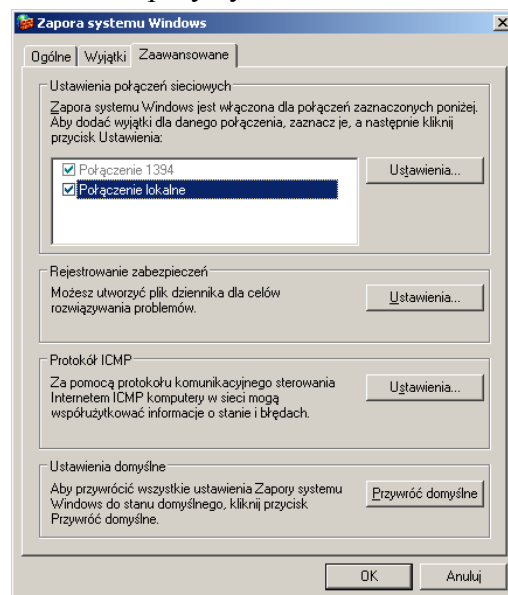 Zapora systemu Windows
Ogólne Wyjątki Zaawansowane
Ustawienia połączeń sieciowych
Zapora systemu Windows jest włączona dla połączeń zaznaczonych poniżej.
Aby dodać wyjątki dla danego połączenia, zaznacz je, a następnie kliknij
przycisk Ustawienia:
Połączenie 1394
Połączenie lokalne
Ustawienia...
Rejestrowanie zabezpieczeń
Możesz utworzyć plik dziennika dla celów
rozwiązywania problemów.
Ustawienia...
Protokół ICMP
Za pomocą protokołu komunikacyjnego sterowania
Internetem ICMP komputery w sieci mogą
współużytkować informacje o stanie i błędach.
Ustawienia...
Ustawienia domyślne
Aby przywrócić wszystkie ustawienia Zapory systemu
Windows do stanu domyślnego, kliknij przycisk
Przywróć domyślne.
Przywróć domyślne
OK Anuluj